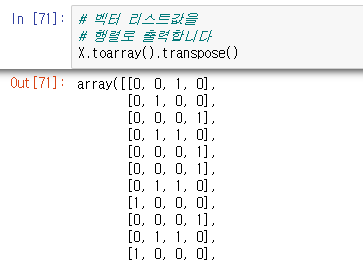 In [71]:
# 벡터 리스트값을
# 행렬로 출력합니다
X.toarray().transpose()
Out[71]:
array([[0, 0, 1, 0],
[0, 1, 0, 0],
[0, 0, 0, 1],
[0, 1, 1, 0],
[0, 0, 0, 1],
[0, 0, 0, 1],
[0, 1, 1, 0],
[1, 0, 0, 0],
[0, 0, 0, 1],
[0, 1, 1, 0],
[1, 0, 0, 0],